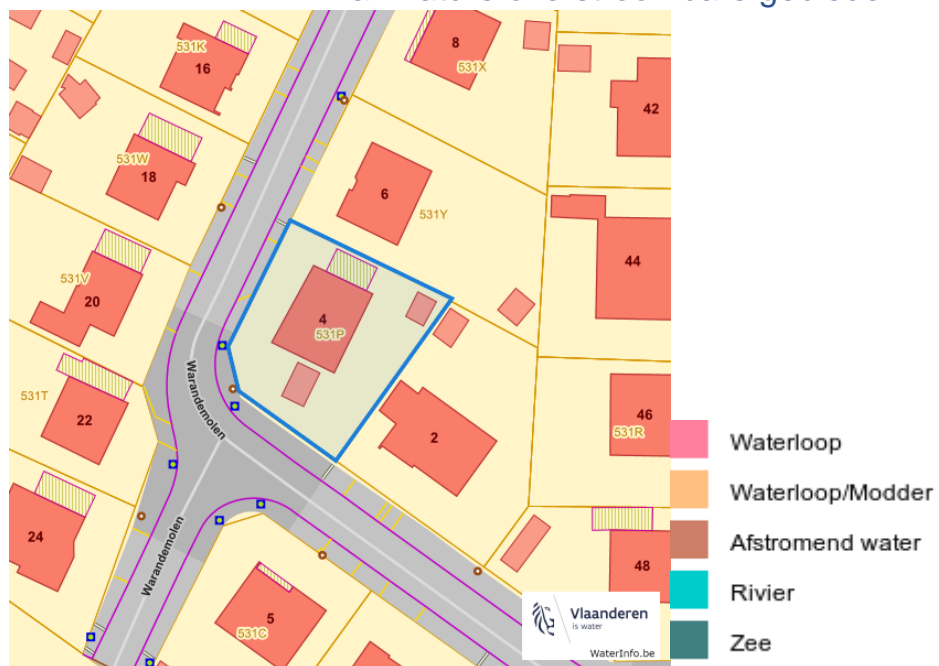 8
531K
16
531X
42
531W
18
6
531Y
531V
20
44
4
531P
Warandemolen
531T
22
2
46
531R
Waterloop
Waterloop/Modder
24
Afstromend water
48
Warandemolen
Rivier
Vlaanderen
is water
5
531C
WaterInfo.be
Zee